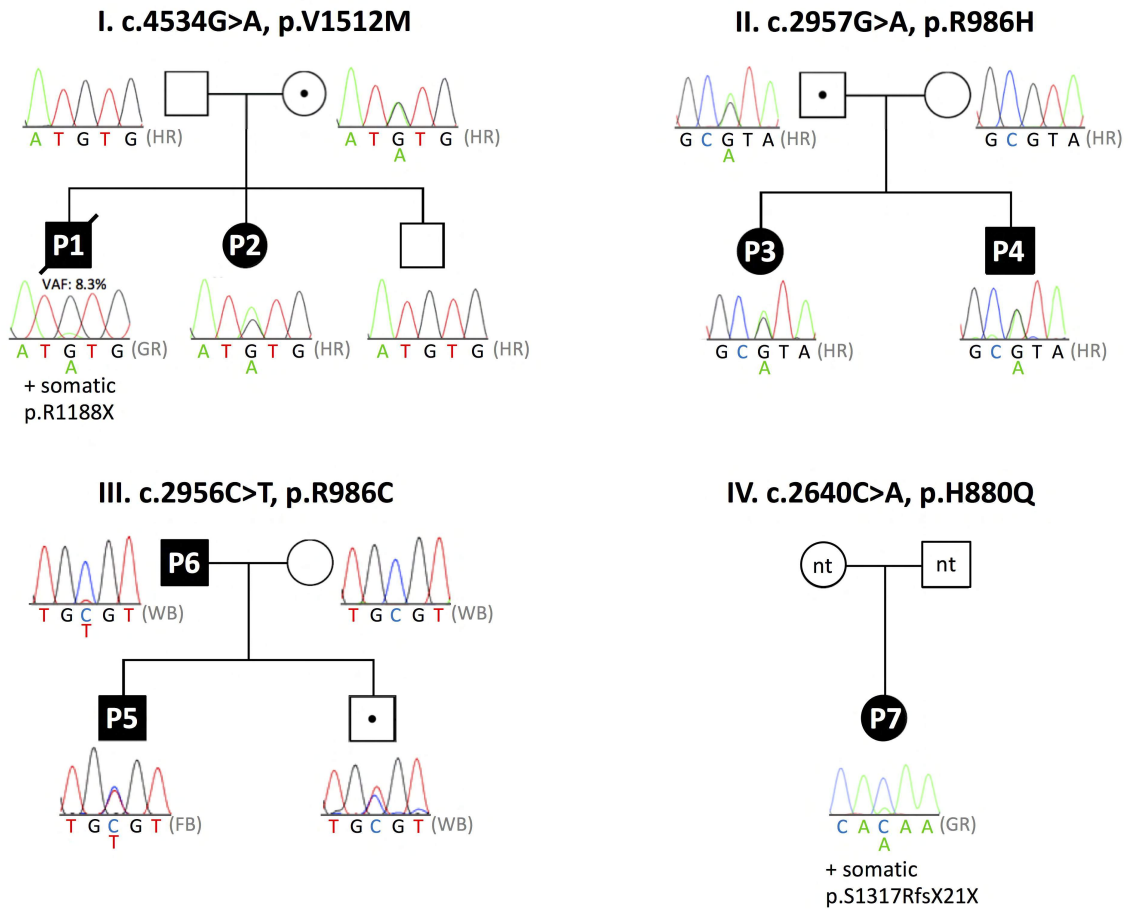 I. c.4534G>A, p.V1512M
II. c.2957G>A, p.R986H
A T G T G (HR)
A T G T G (HR)
A
G C G T A (HR)
A
G C G T A (HR)
P1
P2
VAF: 8.3%
A T G T G (GR)
A
A T G T G (HR)
A
A T G T G (HR)
+ somatic
p.R1188X
P3
P4
G C G T A (HR)
A
G C G T A (HR)
A
III. c.2956C>T, p.R986C
IV. c.2640C>A, p.H880Q
P6
T G C G T (WB)
T
T G C G T (WB)
nt
nt
P5
T G C G T (FB)
T
T G C G T (WB)
P7
C A C A A (GR)
A
+ somatic
p.S1317RfsX21X